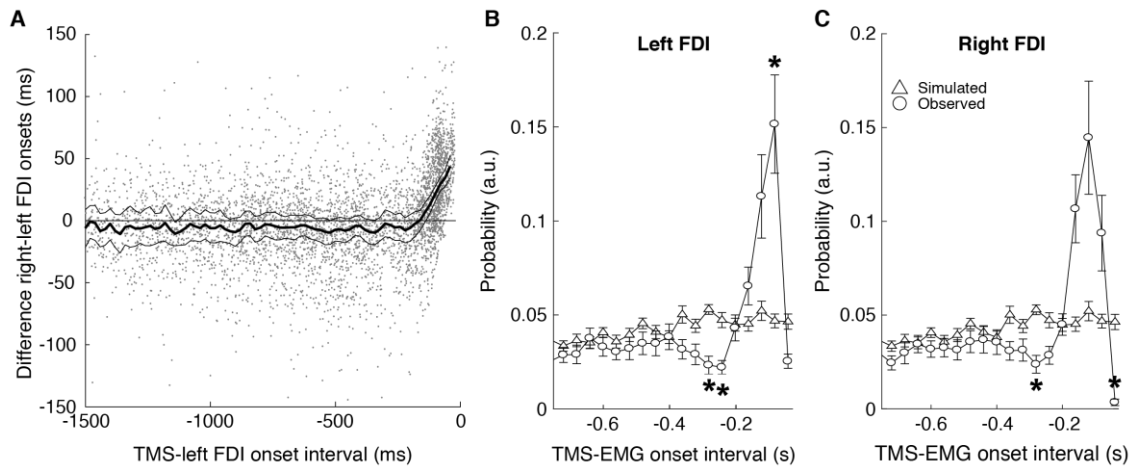 A
Difference right-left FDI onsets (ms)
150
100
50
0
-50
-100
-150
-1500
-1000
-500
0
TMS-left FDI onset interval (ms)
B
Left FDI
Probability (a.u.)
0.2
0.15
0.1
0.05
0
*
* *
-0.6
-0.4
-0.2
TMS-EMG onset interval (s)
C
Right FDI
Simulated
Observed
Probability (a.u.)
0.2
0.15
0.1
0.05
0
*
*
-0.6
-0.4
-0.2
TMS-EMG onset interval (s)